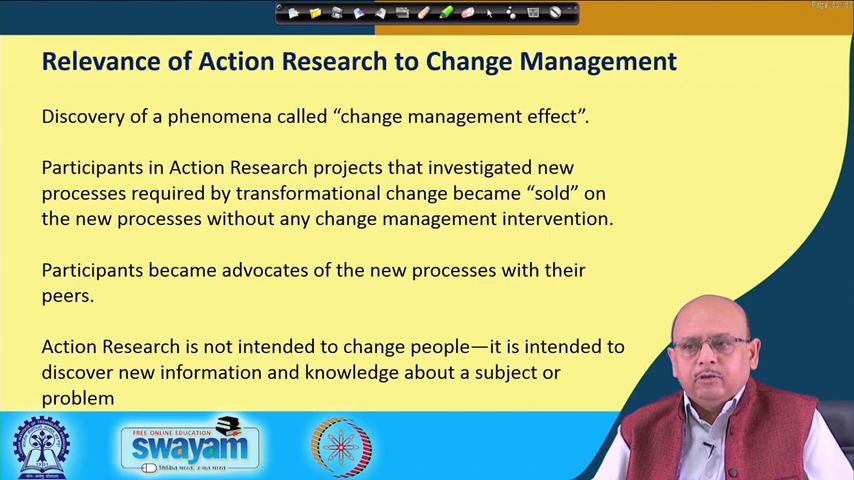 Relevance of Action Research to Change Management
Discovery of a phenomena called “change management effect”.
Participants in Action Research projects that investigated new
processes required by transformational change became “sold” on
the new processes without any change management intervention.
Participants became advocates of the new processes with their
peers.
Action Research is not intended to change people—it is intended to
discover new information and knowledge about a subject or
problem
FREE ONLINE EDUCATION
swayam